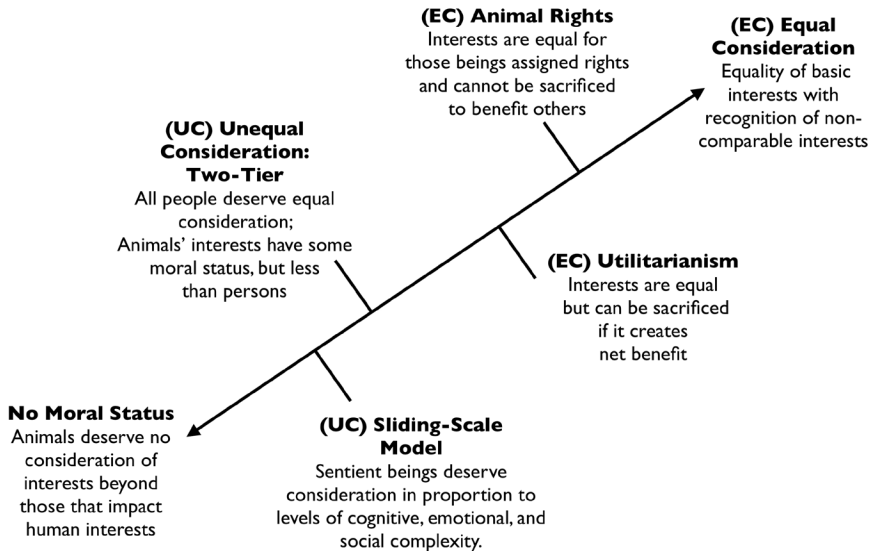 (EC) Animal Rights
Interests are equal for
those beings assigned rights
and cannot be sacrificed
to benefit others
(EC) Equal
Consideration
Equality of basic
interests with
recognition of non-
comparable interests
(UC) Unequal
Consideration:
Two-Tier
All people deserve equal
consideration;
Animals’ interests have some
moral status, but less
than persons
(EC) Utilitarianism
Interests are equal
but can be sacrificed
if it creates
net benefit
No Moral Status
Animals deserve no
consideration of
interests beyond
those that impact
human interests
(UC) Sliding-Scale
Model
Sentient beings deserve
consideration in proportion to
levels of cognitive, emotional, and
social complexity.